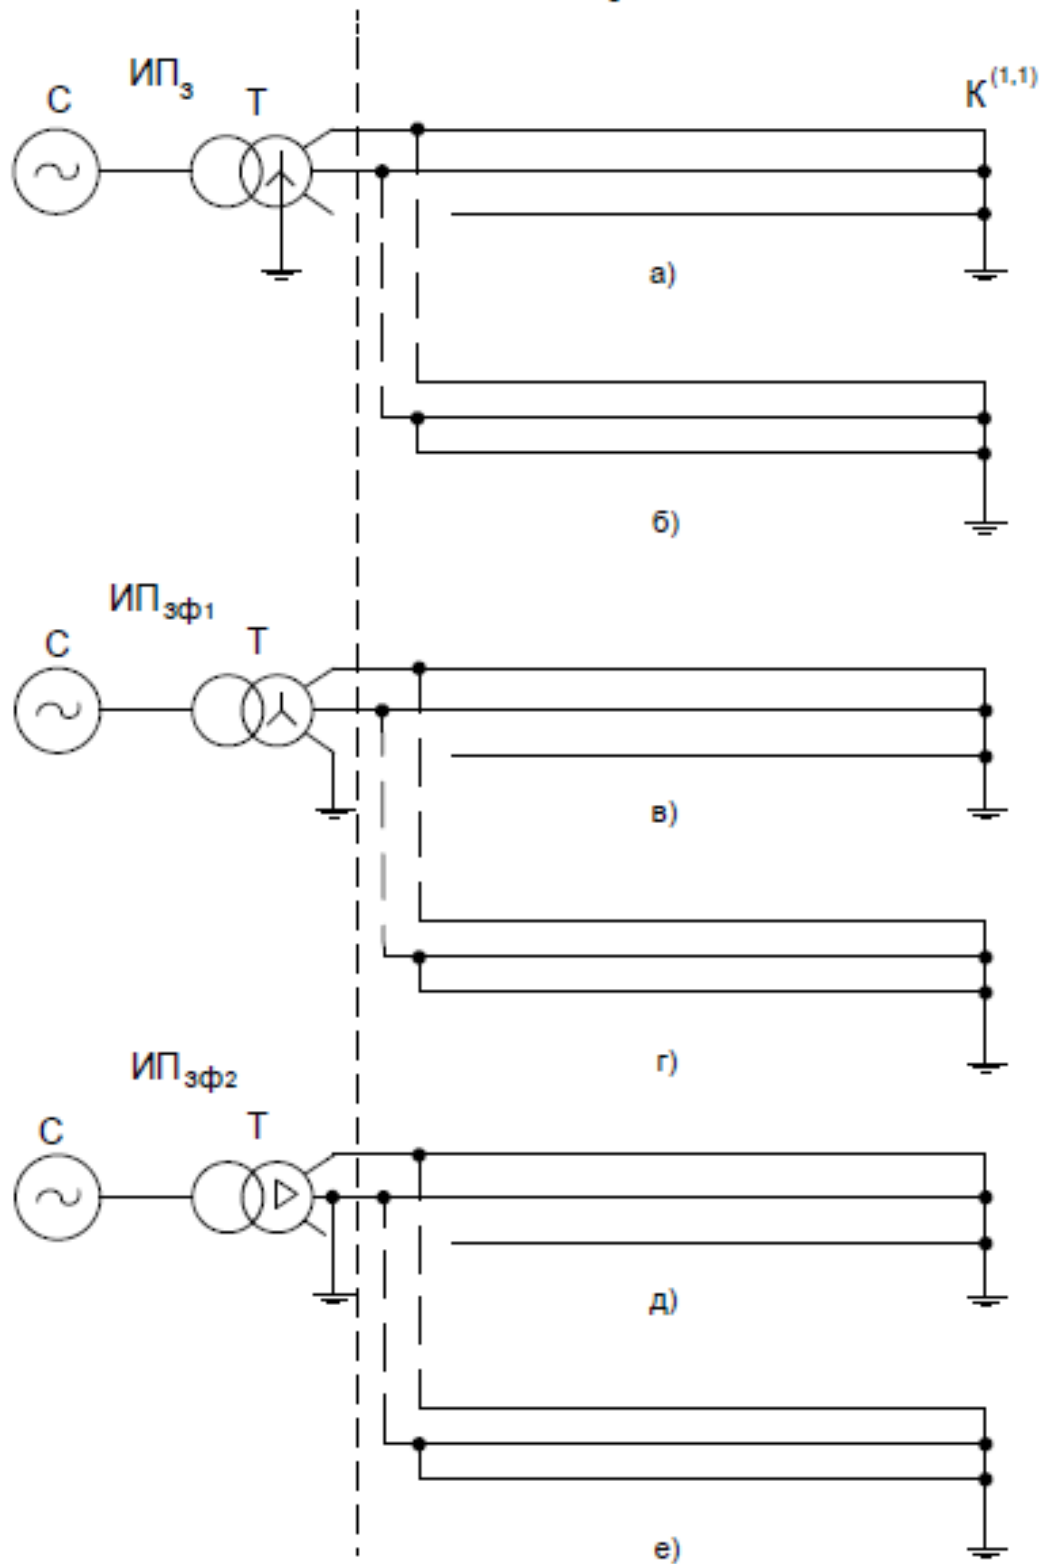 ИПз
С
Т
К(1,1)
а)
б)
ИПзф1
С
Т
в)
г)
ИПзф2
С
Т
д)
е)